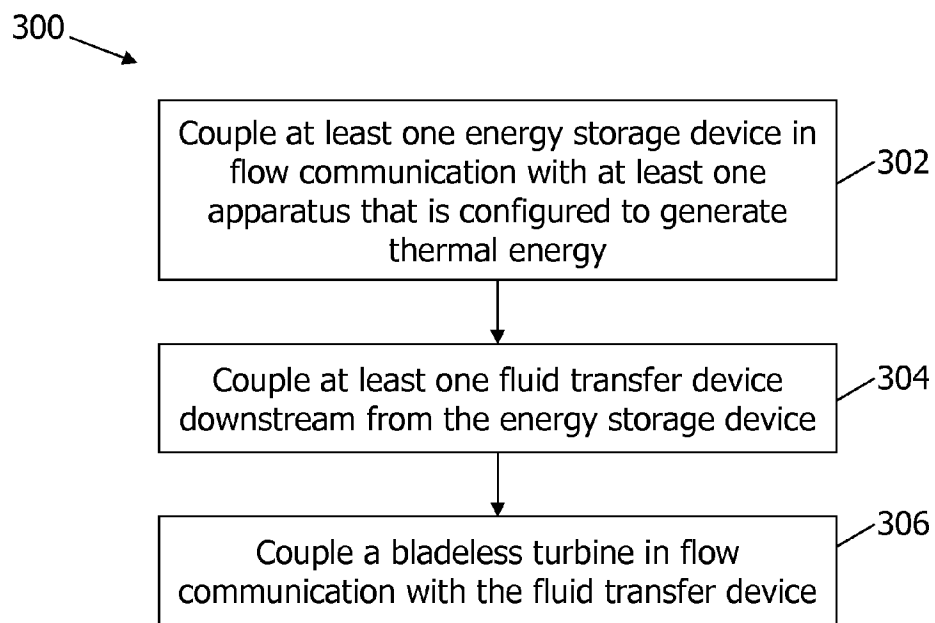 300
Couple at least one energy storage device in
flow communication with at least one
apparatus that is configured to generate
thermal energy
302
Couple at least one fluid transfer device
downstream from the energy storage device
304
Couple a bladeless turbine in flow
communication with the fluid transfer device
306